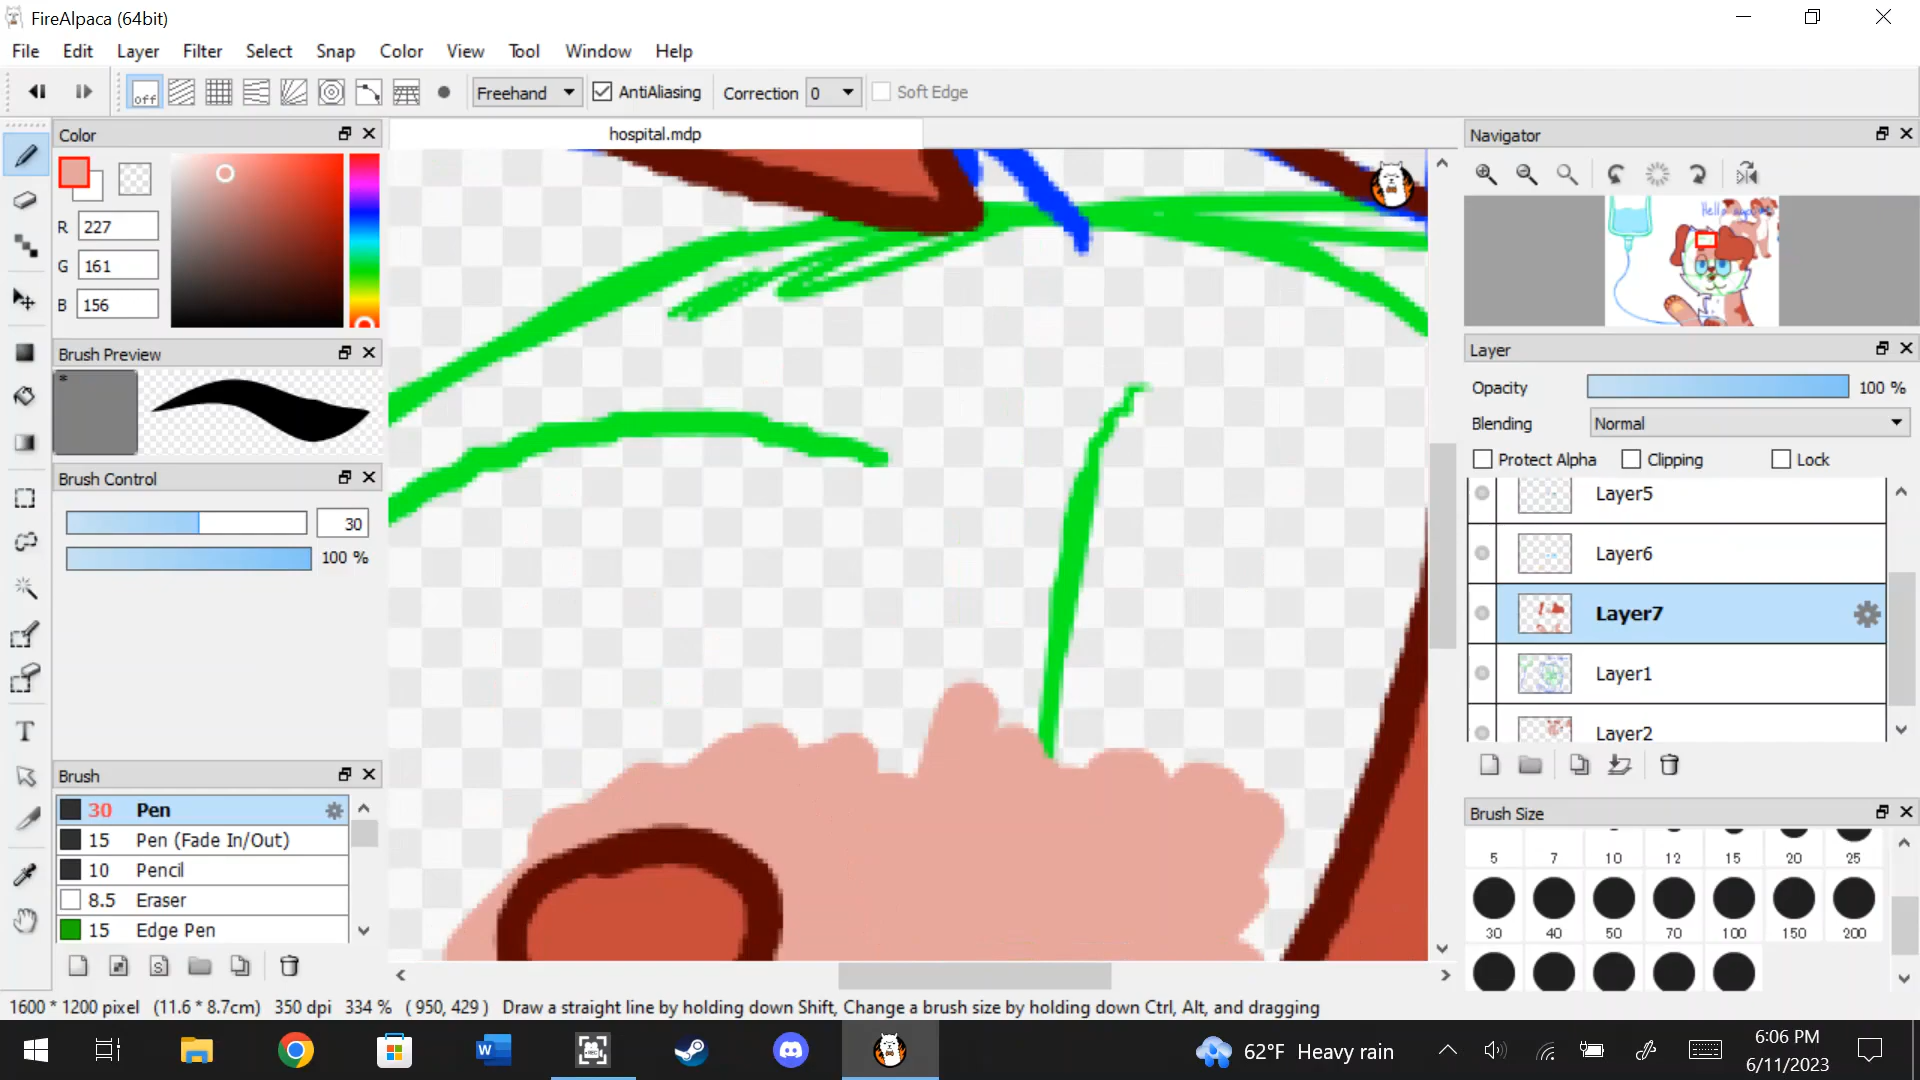 FireAlpaca (64bit)
File Edit Layer Filter Select Snap Color View Tool Window Help
off Freehand AntiAliasing Correction 0 Soft Edge
Color
R 227
G 161
B 156
Brush Preview
*
Brush Control
30
100 %
Brush
30 Pen
15 Pen (Fade In/Out)
10 Pencil
8.5 Eraser
15 Edge Pen
hospital.mdp
Navigator
Hello
Layer
Opacity 100 %
Blending Normal
Protect Alpha Clipping Lock
Layer5
Layer6
Layer7
Layer1
Layer2
Brush Size
5 7 10 12 15 20 25
30 40 50 70 100 150 200
1600 * 1200 pixel (11.6 * 8.7cm) 350 dpi 334 % ( 950, 429 ) Draw a straight line by holding down Shift, Change a brush size by holding down Ctrl, Alt, and dragging
62°F Heavy rain
6:06 PM
6/11/2023